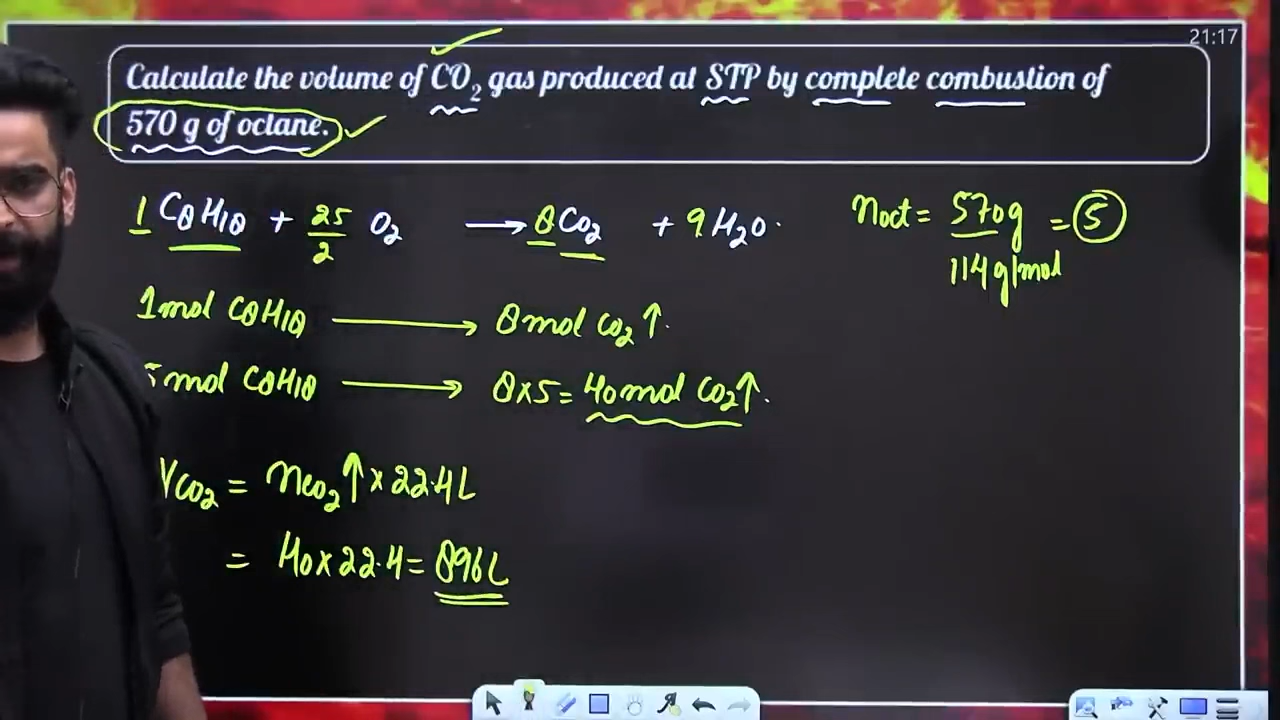 21:17
Calculate the volume of CO₂ gas produced at STP by complete combustion of
570 g of octane.
1 C8H18 + 25/2 O₂ → 8CO₂ + 9H₂O.
noct = 570g / 114g/mol = 5
1mol C8H18 → 8mol CO₂↑.
5mol C8H18 → 8×5 = 40mol CO₂↑.
VCO₂ = nCO₂↑ × 22.4L
= 40×22.4 = 896L